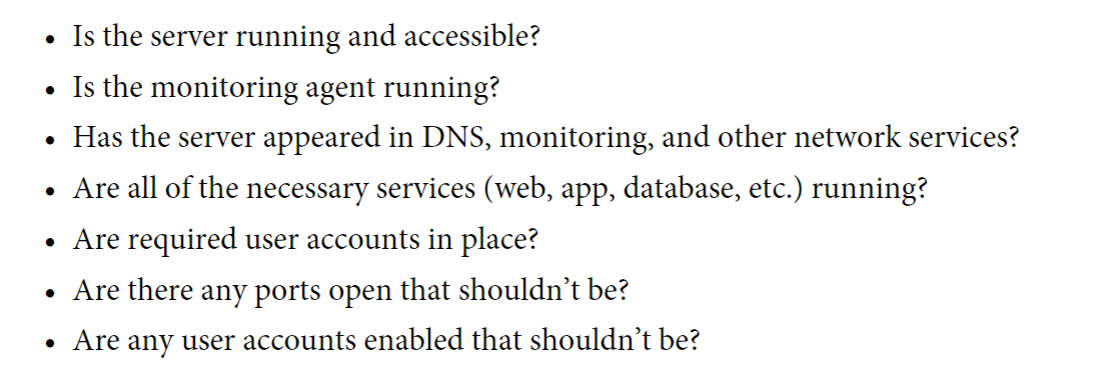 • Is the server running and accessible?
• Is the monitoring agent running?
• Has the server appeared in DNS, monitoring, and other network services?
• Are all of the necessary services (web, app, database, etc.) running?
• Are required user accounts in place?
• Are there any ports open that shouldn’t be?
• Are any user accounts enabled that shouldn’t be?